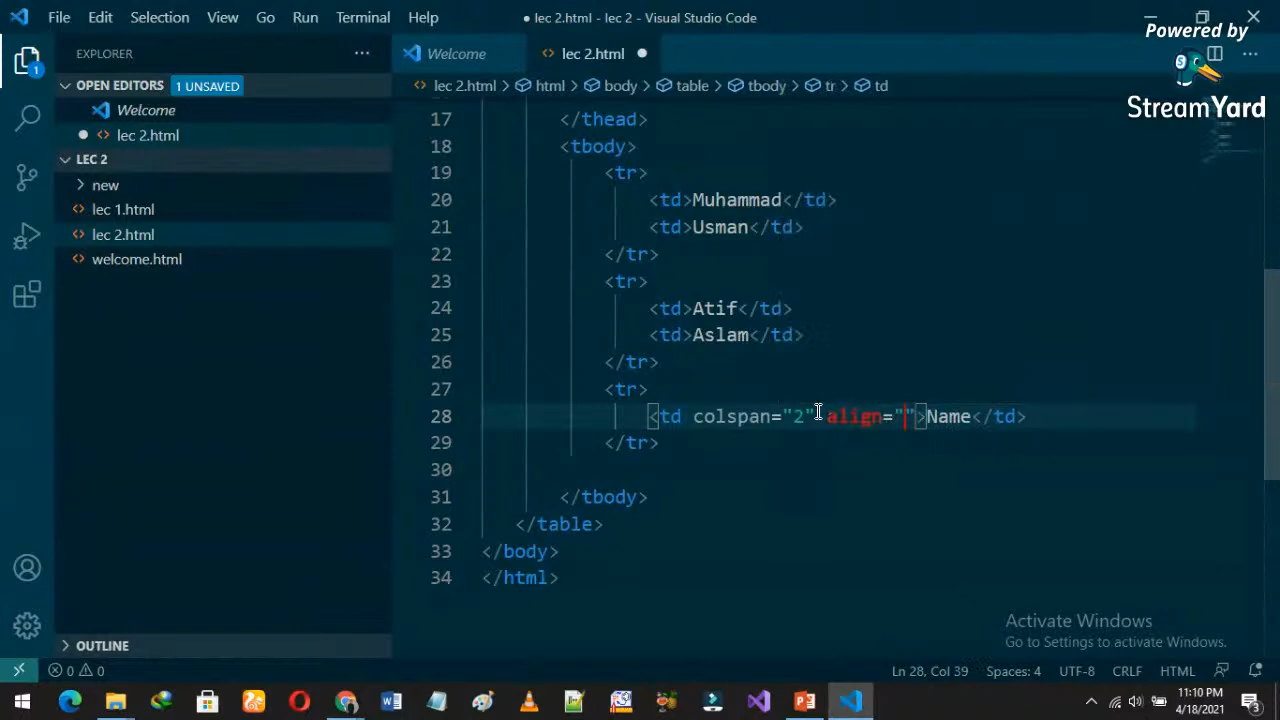 File Edit Selection View Go Run Terminal Help
● lec 2.html - lec 2 - Visual Studio Code
Powered by
StreamYard
EXPLORER
OPEN EDITORS 1 UNSAVED
Welcome
lec 2.html
LEC 2
new
lec 1.html
lec 2.html
welcome.html
OUTLINE
1
Welcome lec 2.html
lec 2.html > html > body > table > tbody > tr > td
17 </thead>
18 <tbody>
19 <tr>
20 <td>Muhammad</td>
21 <td>Usman</td>
22 </tr>
23 <tr>
24 <td>Atif</td>
25 <td>Aslam</td>
26 </tr>
27 <tr>
28 <td colspan="2" align="">Name</td>
29 </tr>
30
31 </tbody>
32 </table>
33 </body>
34 </html>
Activate Windows
Go to Settings to activate Windows.
0 0 Ln 28, Col 39 Spaces: 4 UTF-8 CRLF HTML
11:10 PM
4/18/2021
3